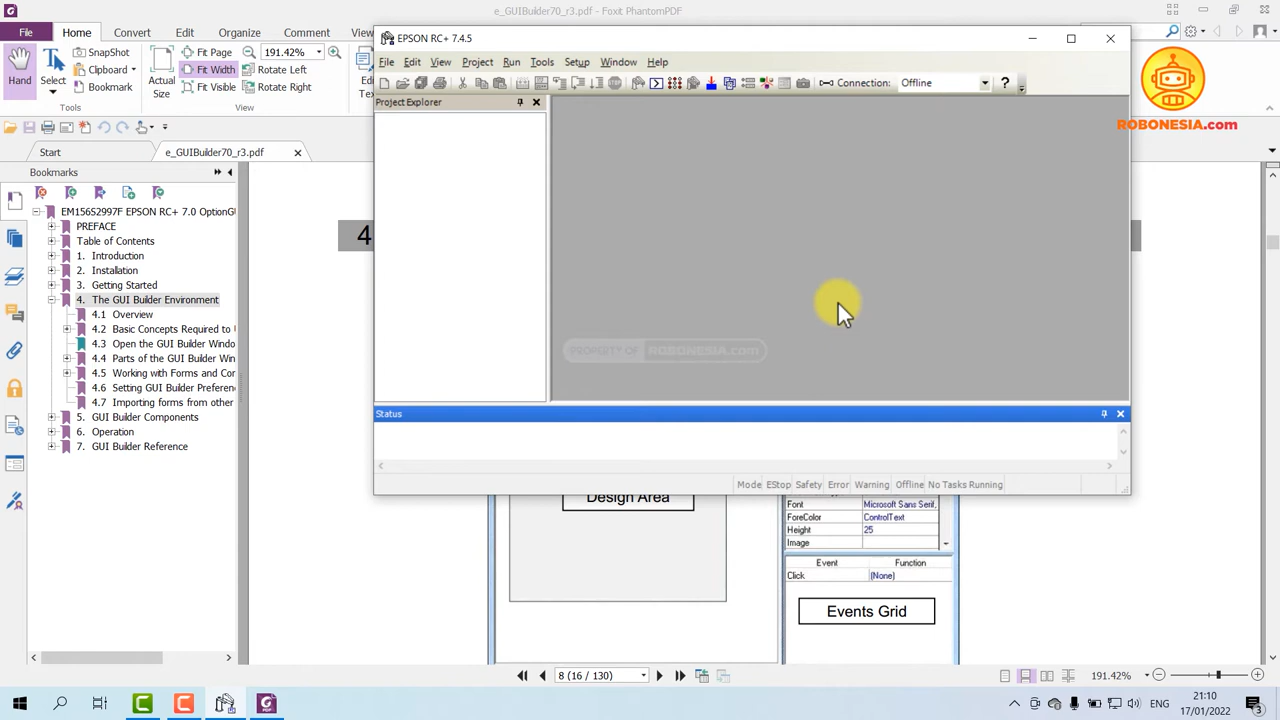 e_GUIBuilder70_r3.pdf - Foxit PhantomPDF
File Home Convert Edit Organize Comment
Hand
Select
SnapShot
Clipboard
Bookmark
Tools
Actual Size
Fit Page
Fit Width
Fit Visible
191.42%
Rotate Left
Rotate Right
View
Start
e_GUIBuilder70_r3.pdf
Bookmarks
EM156S2997F EPSON RC+ 7.0 OptionGU
PREFACE
Table of Contents
1. Introduction
2. Installation
3. Getting Started
4. The GUI Builder Environment
4.1 Overview
4.2 Basic Concepts Required to
4.3 Open the GUI Builder Windo
4.4 Parts of the GUI Builder Win
4.5 Working with Forms and Cor
4.6 Setting GUI Builder Preferenc
4.7 Importing forms from other
5. GUI Builder Components
6. Operation
7. GUI Builder Reference
EPSON RC+ 7.4.5
File Edit View Project Run Tools Setup Window Help
Connection: Offline
Project Explorer
PROPERTY OF ROBONESIA.com
Status
Mode EStop Safety Error Warning Offline No Tasks Running
ROBONESIA.com
4
Design Area
Font Microsoft Sans Serif,
ForeColor ControlText
Height 25
Image
Event Function
Click (None)
Events Grid
8 (16 / 130)
191.42%
ENG
21:10
17/01/2022
3